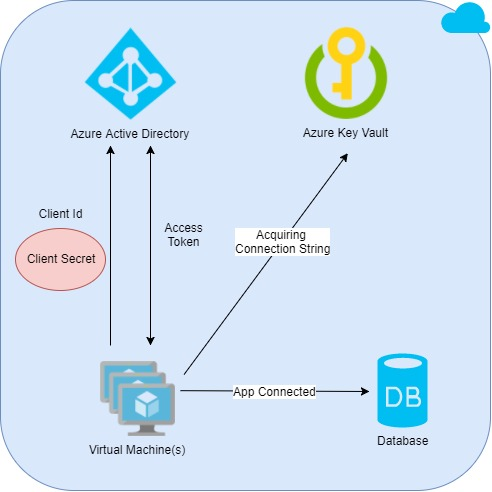 Azure Active Directory
Azure Key Vault
Client Id
Client Secret
Access
Token
Acquiring
Connection String
App Connected
DB
Virtual Machine(s)
Database